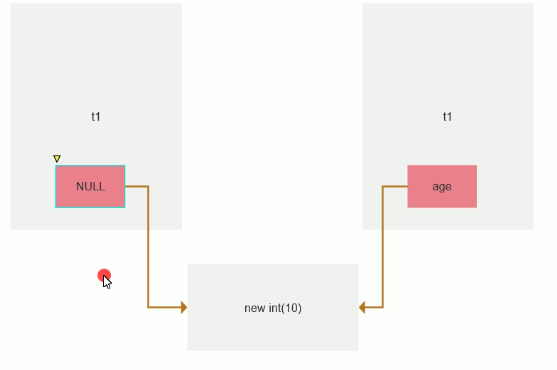 t1
t1
NULL
age
new int(10)